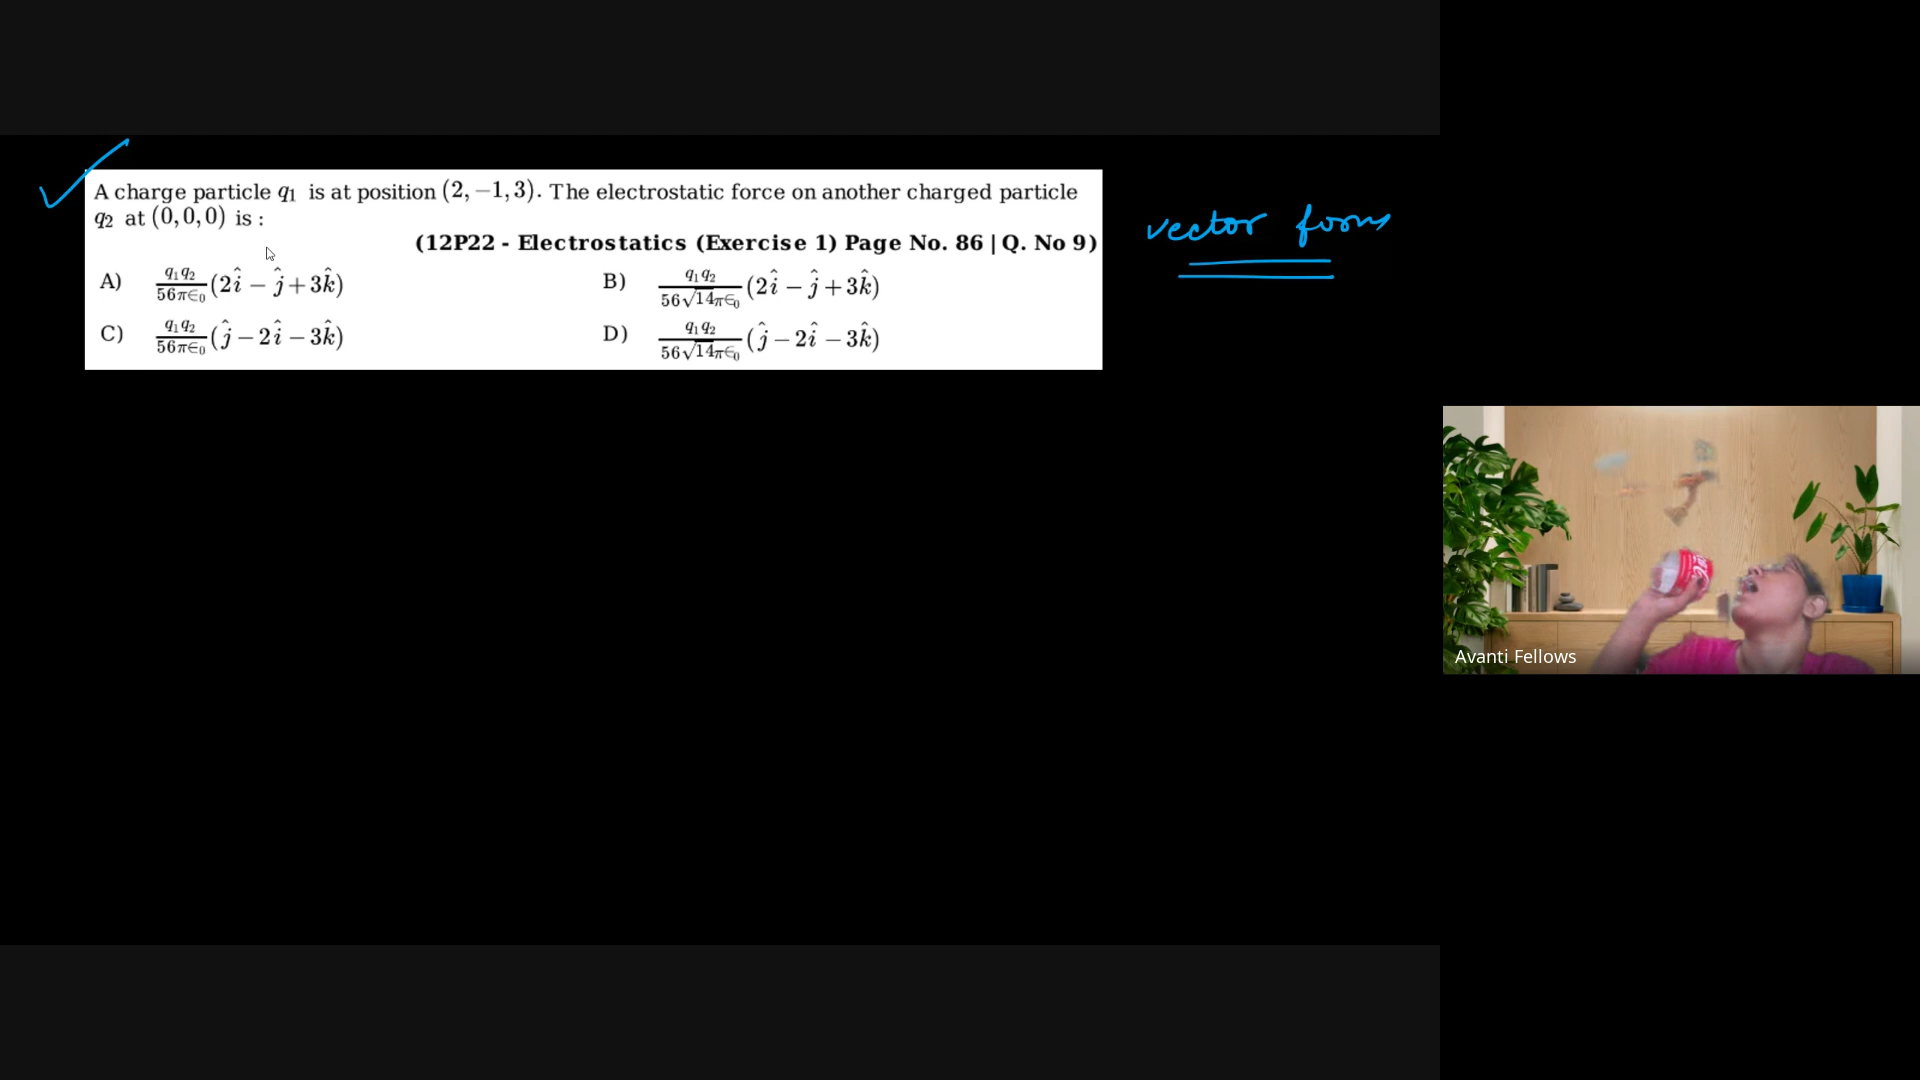 A charge particle q₁ is at position (2, −1, 3). The electrostatic force on another charged particle
q₂ at (0, 0, 0) is :
(12P22 - Electrostatics (Exercise 1) Page No. 86 | Q. No 9)
A) q₁q₂/56π∈₀ (2î − ĵ + 3k̂) B) q₁q₂/56√14π∈₀ (2î − ĵ + 3k̂)
C) q₁q₂/56π∈₀ (ĵ − 2î − 3k̂) D) q₁q₂/56√14π∈₀ (ĵ − 2î − 3k̂)
vector form
Avanti Fellows